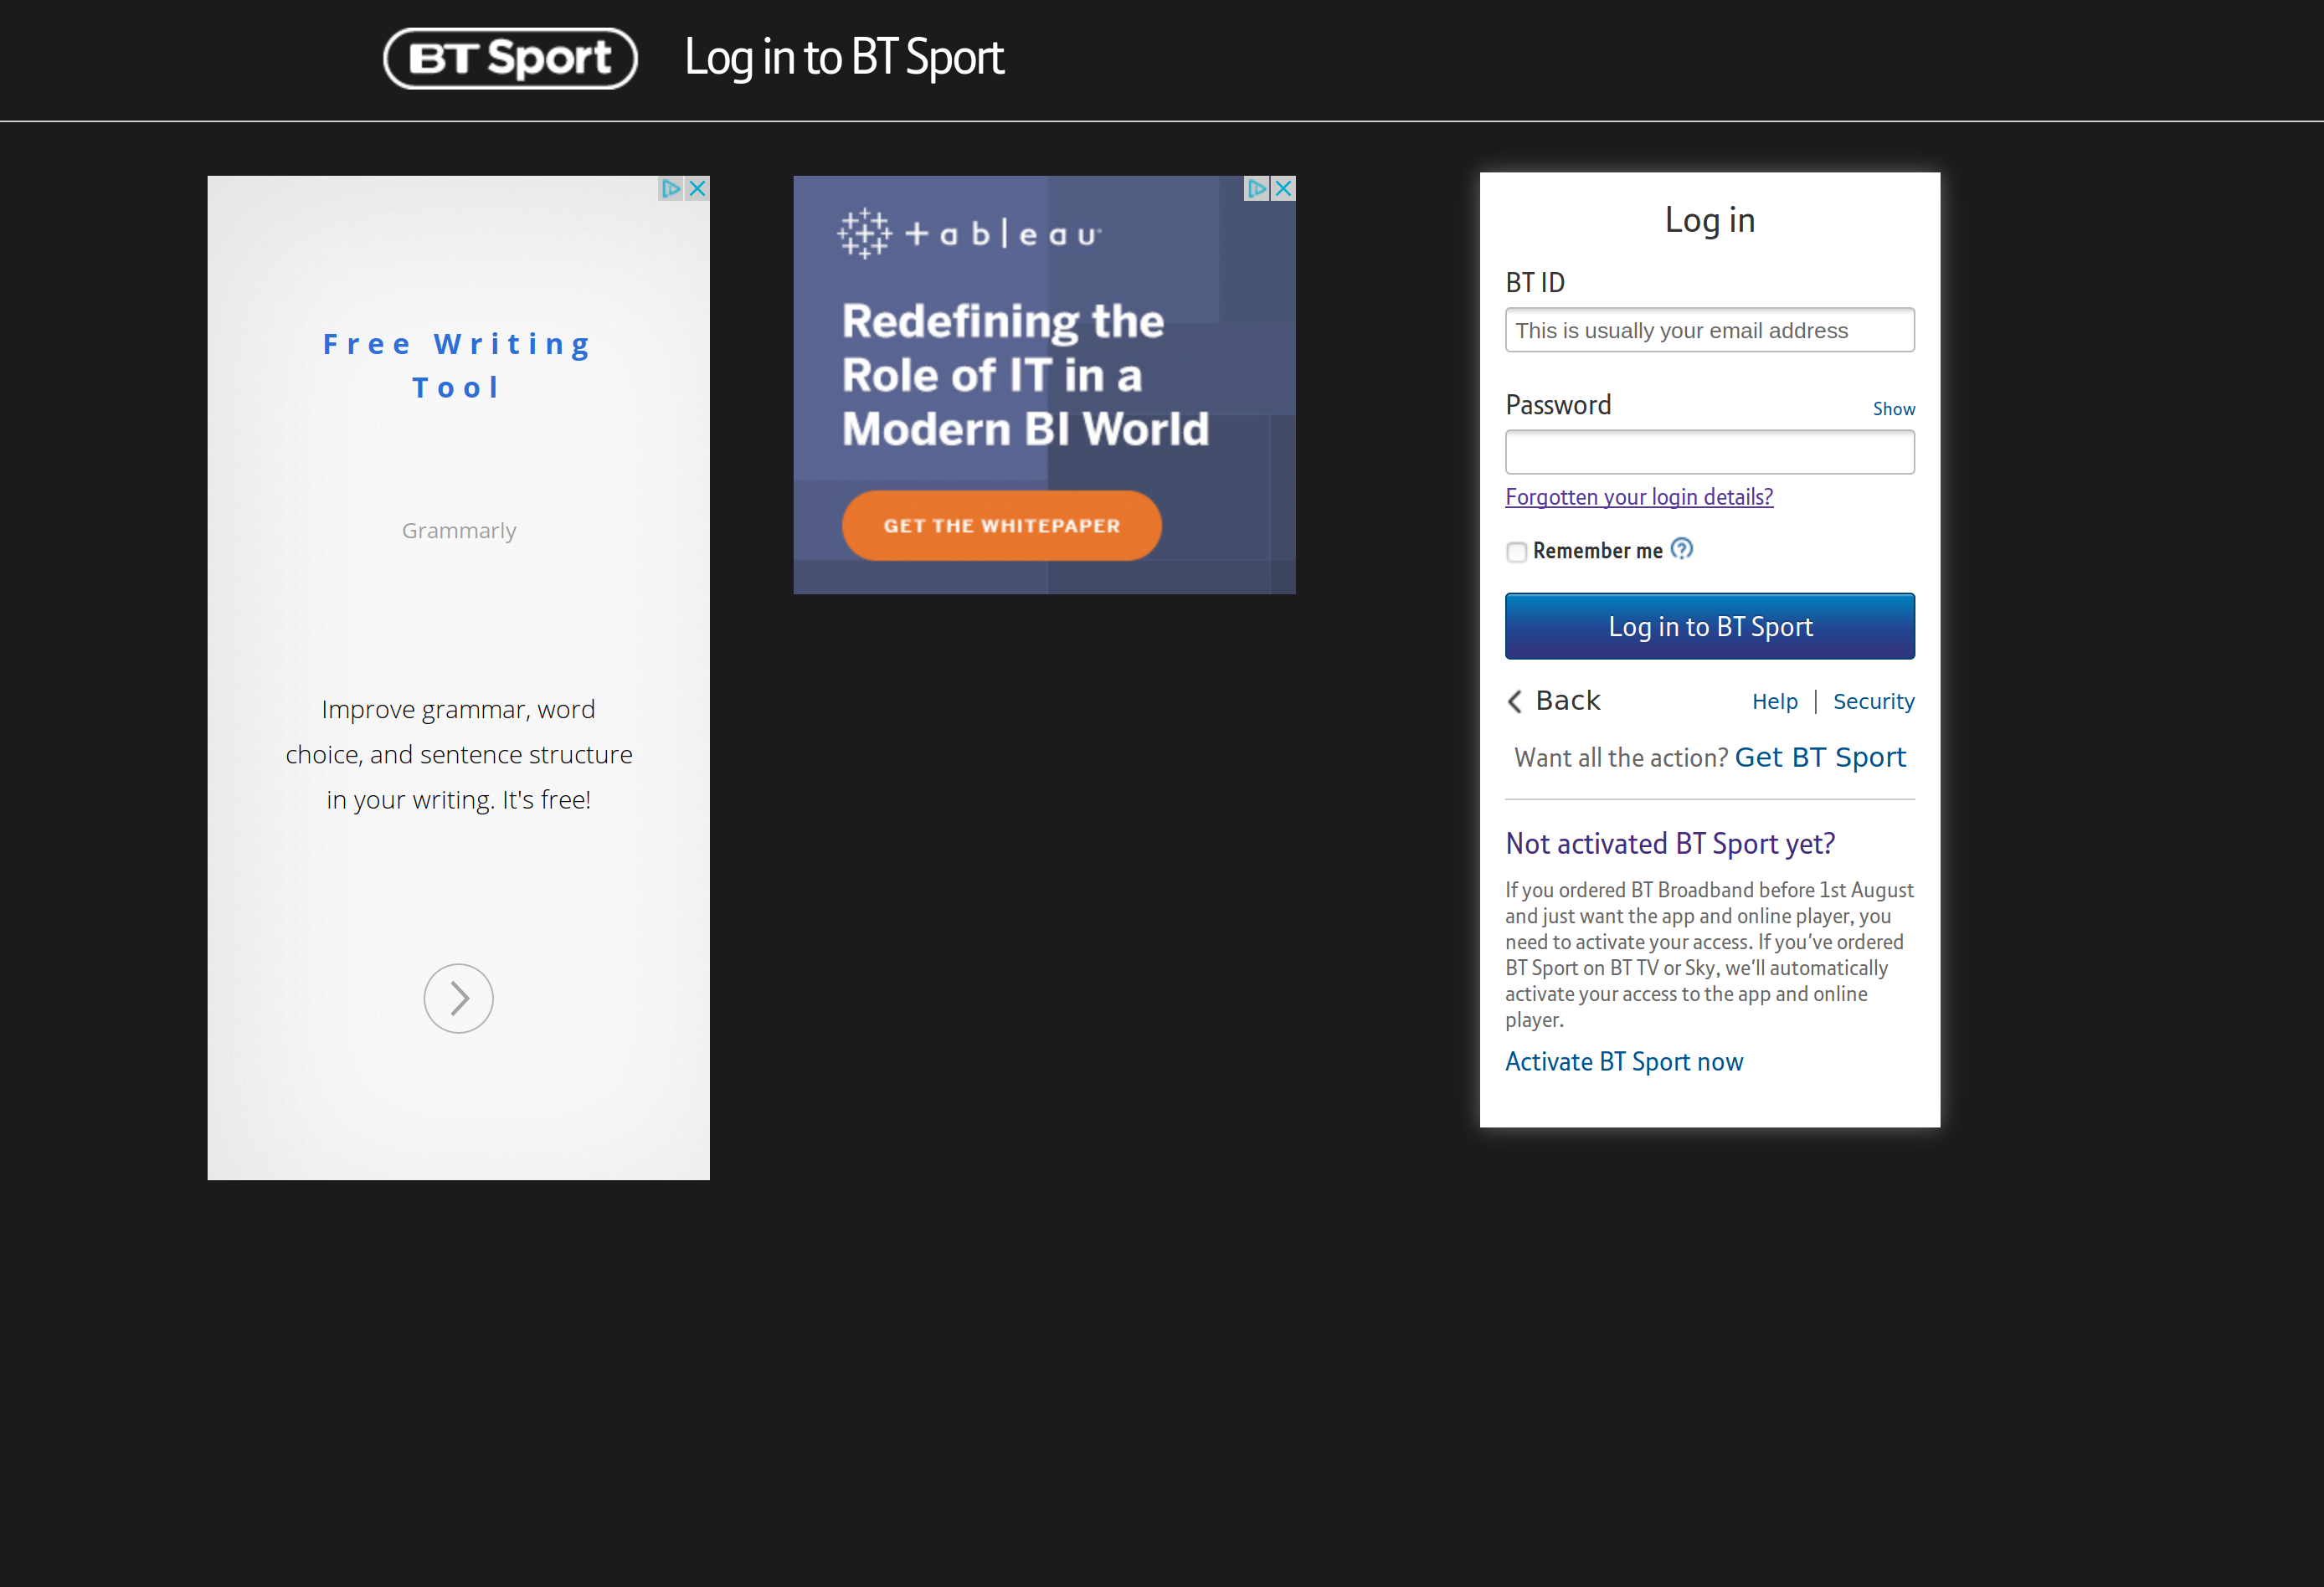 BT Sport Log in to BT Sport
Free Writing
Tool
Grammarly
Improve grammar, word
choice, and sentence structure
in your writing. It's free!
+ableau
Redefining the
Role of IT in a
Modern BI World
GET THE WHITEPAPER
Log in
BT ID
This is usually your email address
Password Show
Forgotten your login details?
Remember me ?
Log in to BT Sport
Back Help | Security
Want all the action? Get BT Sport
Not activated BT Sport yet?
If you ordered BT Broadband before 1st August
and just want the app and online player, you
need to activate your access. If you've ordered
BT Sport on BT TV or Sky, we'll automatically
activate your access to the app and online
player.
Activate BT Sport now